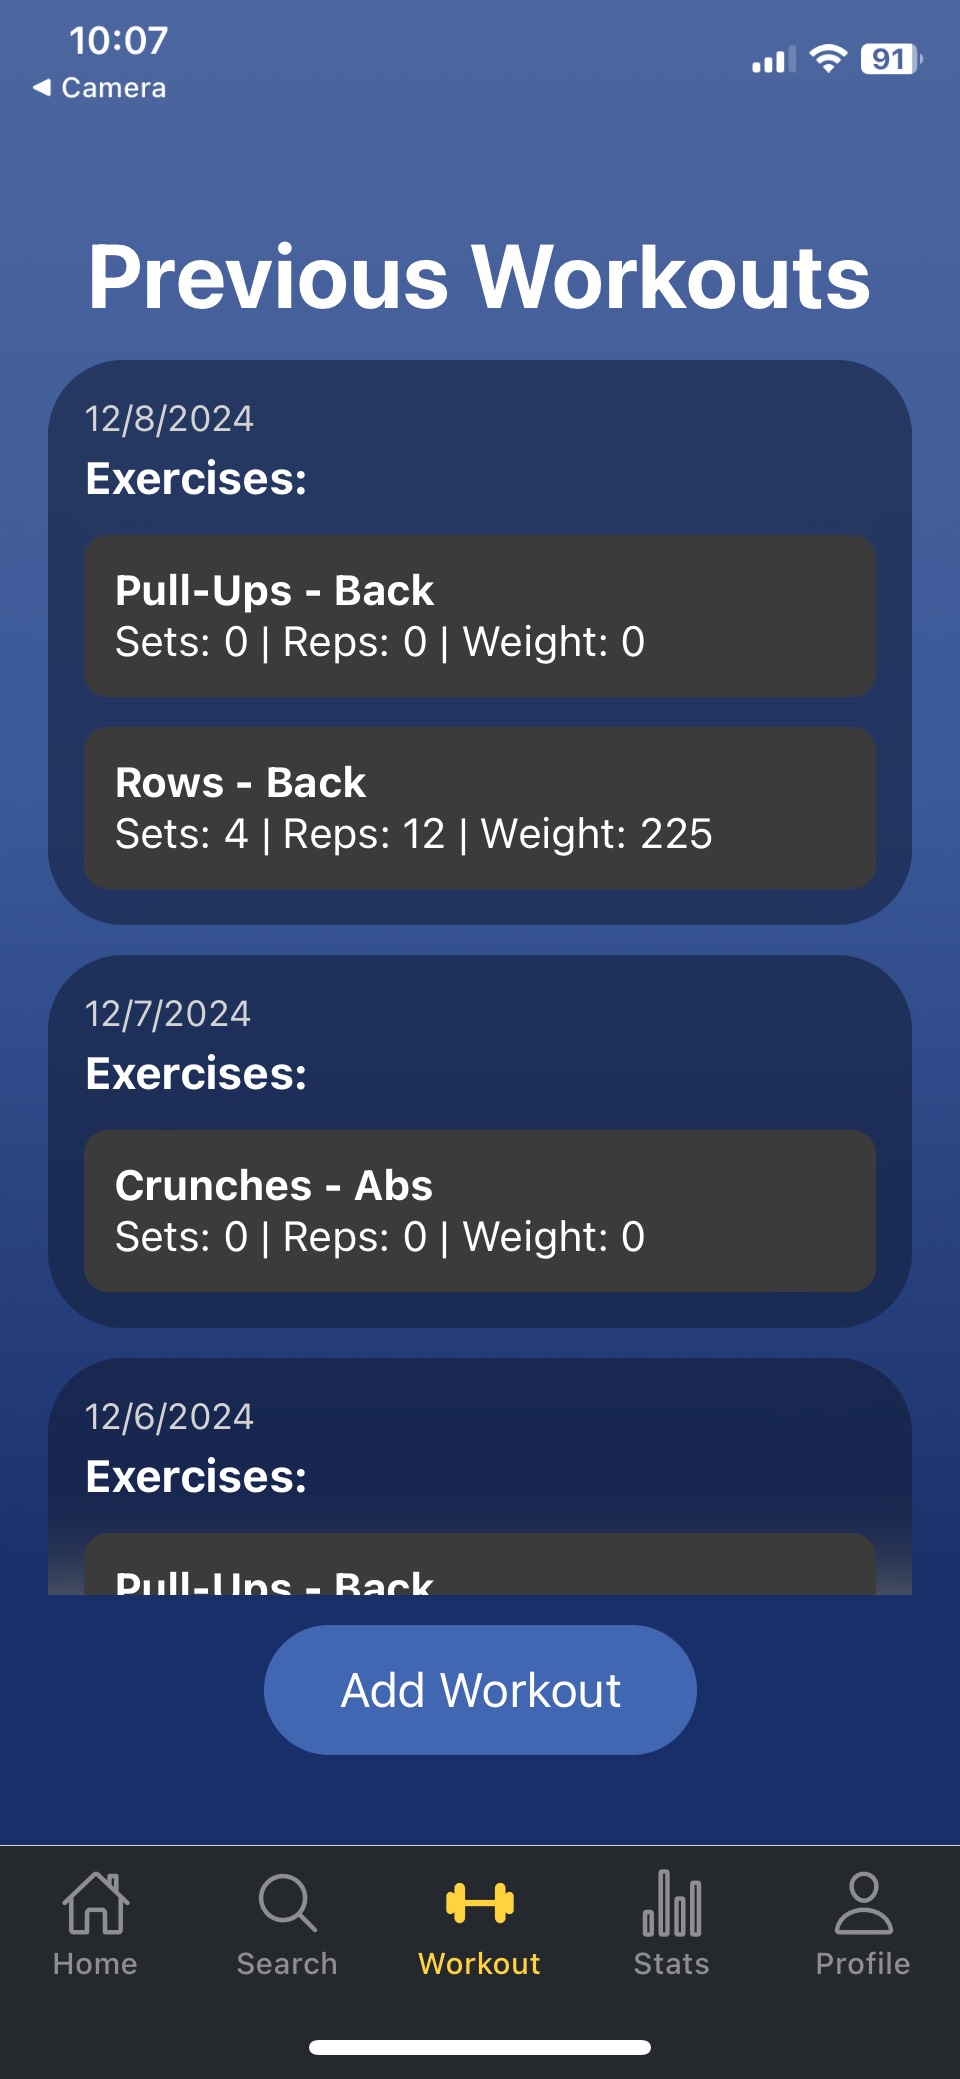 10:07
◀ Camera
91
Previous Workouts
12/8/2024
Exercises:
Pull-Ups - Back
Sets: 0 | Reps: 0 | Weight: 0
Rows - Back
Sets: 4 | Reps: 12 | Weight: 225
12/7/2024
Exercises:
Crunches - Abs
Sets: 0 | Reps: 0 | Weight: 0
12/6/2024
Exercises:
Pull-Ups - Back
Add Workout
Home
Search
Workout
Stats
Profile